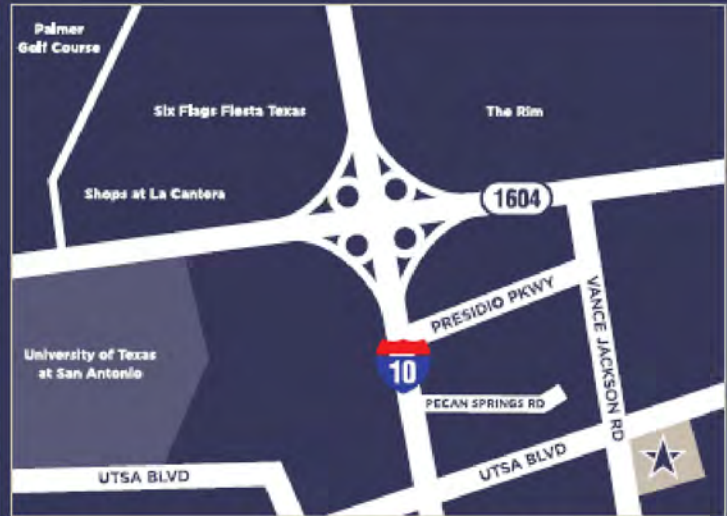 Palmer
Golf Course
Six Flags Fiesta Texas
The Rim
Shops at La Cantera
1604
PRESIDIO PKWY
VANCE JACKSON RD
University of Texas
at San Antonio
10
PECAN SPRINGS RD
UTSA BLVD
UTSA BLVD